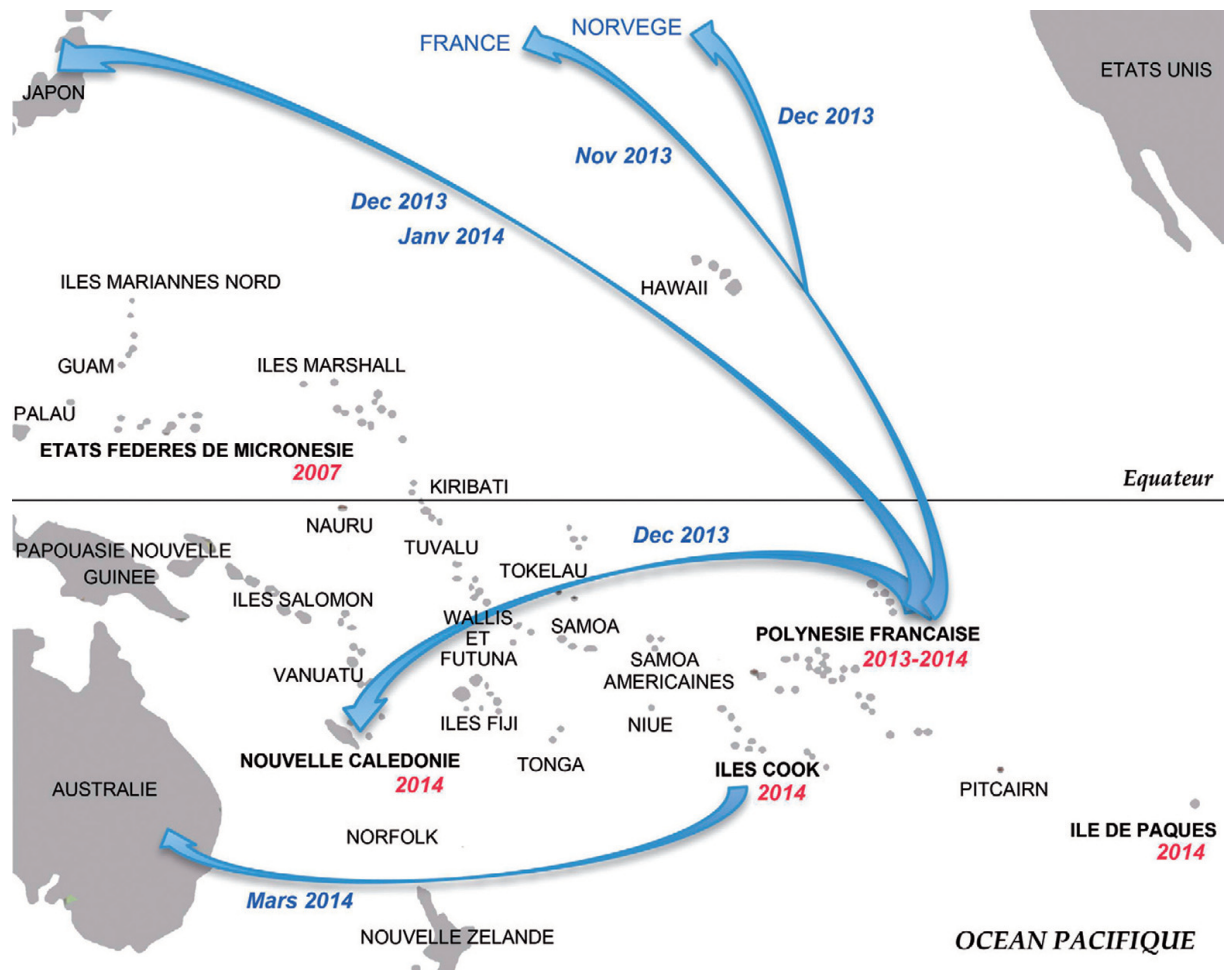 NORVEGE
FRANCE
ETATS UNIS
JAPON
Dec 2013
Nov 2013
Dec 2013
Janv 2014
ILES MARIANNES NORD
HAWAII
GUAM
ILES MARSHALL
PALAU
ETATS FEDERES DE MICRONESIE
2007
Equateur
KIRIBATI
NAURU
Dec 2013
PAPOUASIE NOUVELLE
GUINEE
TUVALU
TOKELAU
ILES SALOMON
WALLIS
ET
FUTUNA
SAMOA
POLYNESIE FRANCAISE
2013-2014
SAMOA
AMERICAINES
VANUATU
ILES FIJI
NIUE
NOUVELLE CALEDONIE
2014
TONGA
ILES COOK
2014
AUSTRALIE
PITCAIRN
NORFOLK
ILE DE PAQUES
2014
Mars 2014
NOUVELLE ZELANDE
OCEAN PACIFIQUE